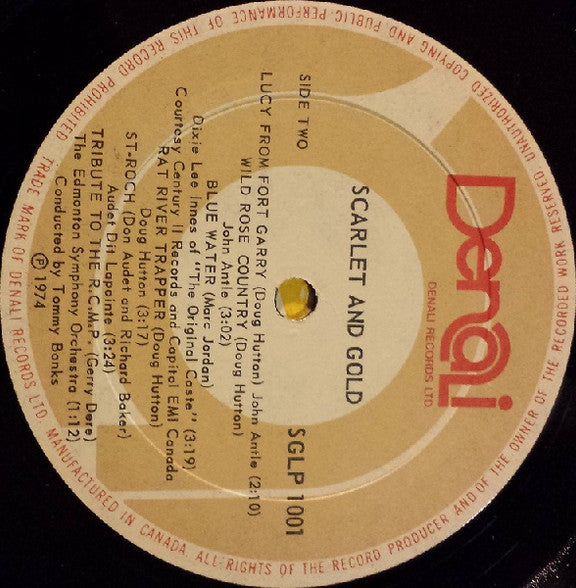 Denali
DENALI RECORDS LTD.
SCARLET AND GOLD
SIDE TWO
SGLP 1001
LUCY FROM FORT GARRY (Doug Hutton) John Antle (2:10)
WILD ROSE COUNTRY (Doug Hutton)
John Antle (3:02)
BLUE WATER (Marc Jordan)
Dixie Lee Innes of "The Original Caste" (3:19)
Courtesy Century II Records and Capitol EMI Canada
RAT RIVER TRAPPER (Doug Hutton)
Doug Hutton (3:17)
ST-ROCH (Don Audet and Richard Baker)
Audet Dit Lapointe (3:24)
TRIBUTE TO THE R.C.M.P. (Gerry Dere)
The Edmonton Symphony Orchestra (1:12)
Conducted by Tommy Banks
℗ 1974
TRADE MARK OF DENALI RECORDS LTD. MANUFACTURED IN CANADA. ALL RIGHTS OF THE RECORD PRODUCER AND OF THE OWNER OF THE RECORDED WORK RESERVED. UNAUTHORIZED COPYING AND PUBLIC PERFORMANCE OF THIS RECORD PROHIBITED